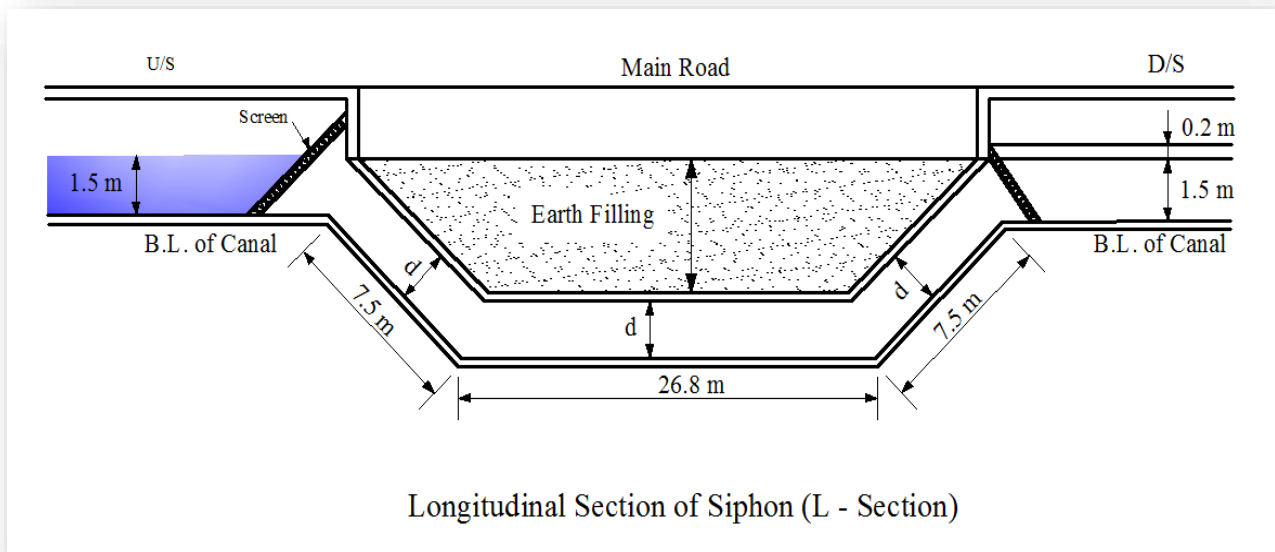 U/S
Main Road
D/S
Screen
0.2 m
1.5 m
1.5 m
Earth Filling
B.L. of Canal
B.L. of Canal
d
d
7.5 m
d
7.5 m
26.8 m
Longitudinal Section of Siphon (L - Section)